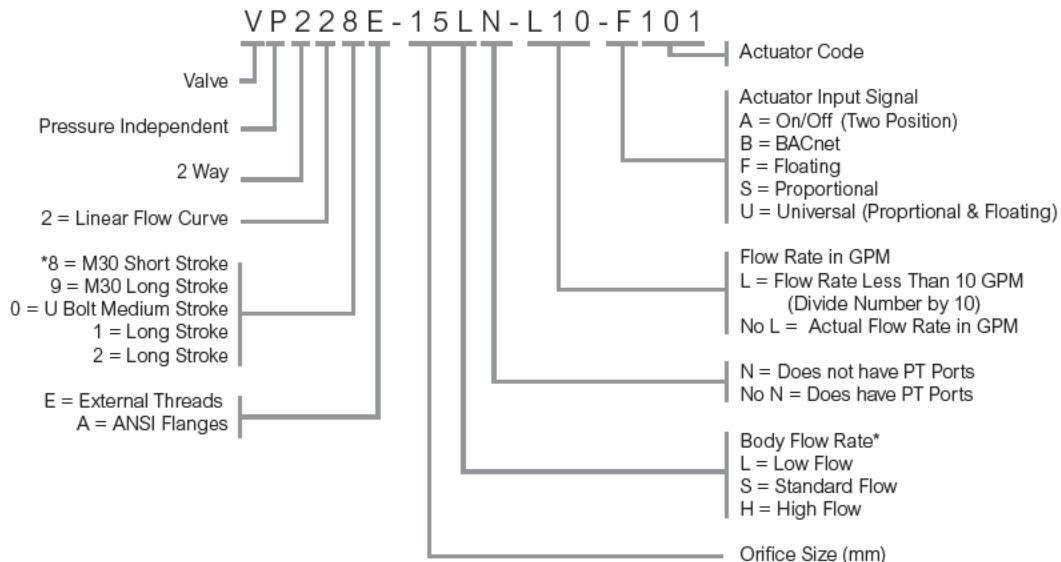 VP228E-15LN-L10-F101
Valve
Pressure Independent
2 Way
2 = Linear Flow Curve
*8 = M30 Short Stroke
9 = M30 Long Stroke
0 = U Bolt Medium Stroke
1 = Long Stroke
2 = Long Stroke
E = External Threads
A = ANSI Flanges
Actuator Code
Actuator Input Signal
A = On/Off (Two Position)
B = BACnet
F = Floating
S = Proportional
U = Universal (Proprtional & Floating)
Flow Rate in GPM
L = Flow Rate Less Than 10 GPM
(Divide Number by 10)
No L = Actual Flow Rate in GPM
N = Does not have PT Ports
No N = Does have PT Ports
Body Flow Rate*
L = Low Flow
S = Standard Flow
H = High Flow
Orifice Size (mm)